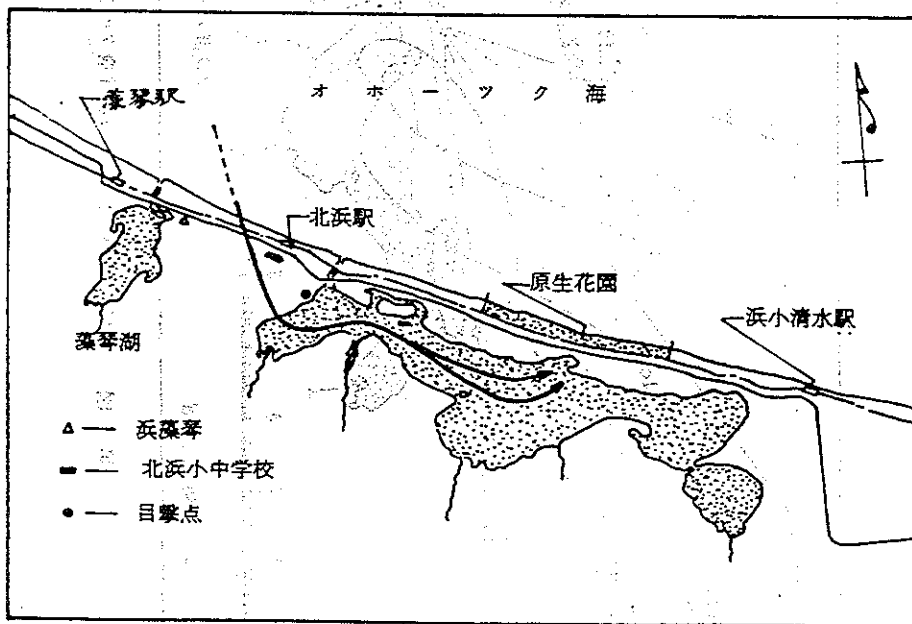 オホーツク海
藻琴駅
北浜駅
原生花園
浜小清水駅
藻琴湖
浜藻琴
北浜小中学校
目撃点